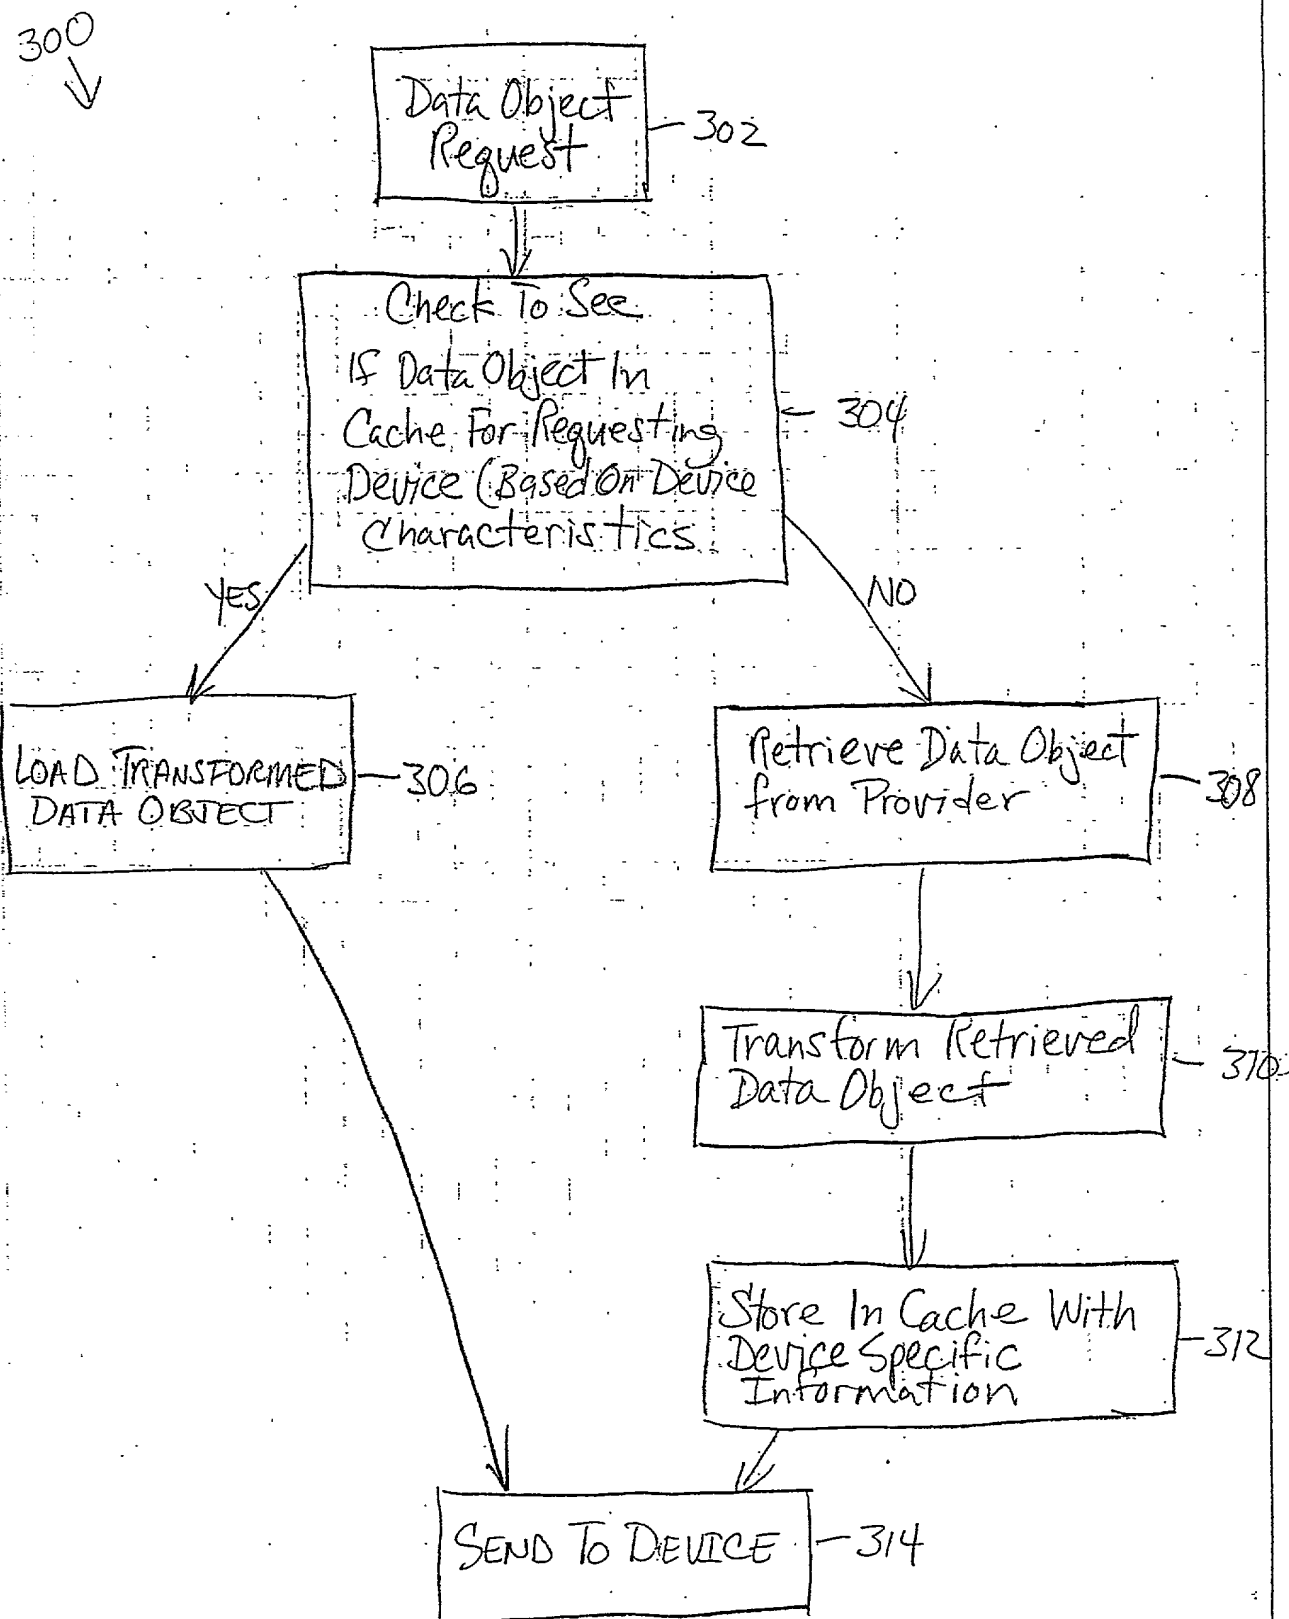 300
Data Object
Request
302
Check To See
If Data Object In
Cache For Requesting
Device (Based On Device
Characteristics
304
YES
NO
LOAD TRANSFORMED
DATA OBJECT
306
Retrieve Data Object
from Provider
308
Transform Retrieved
Data Object
310
Store In Cache With
Device Specific
Information
312
SEND TO DEVICE
314